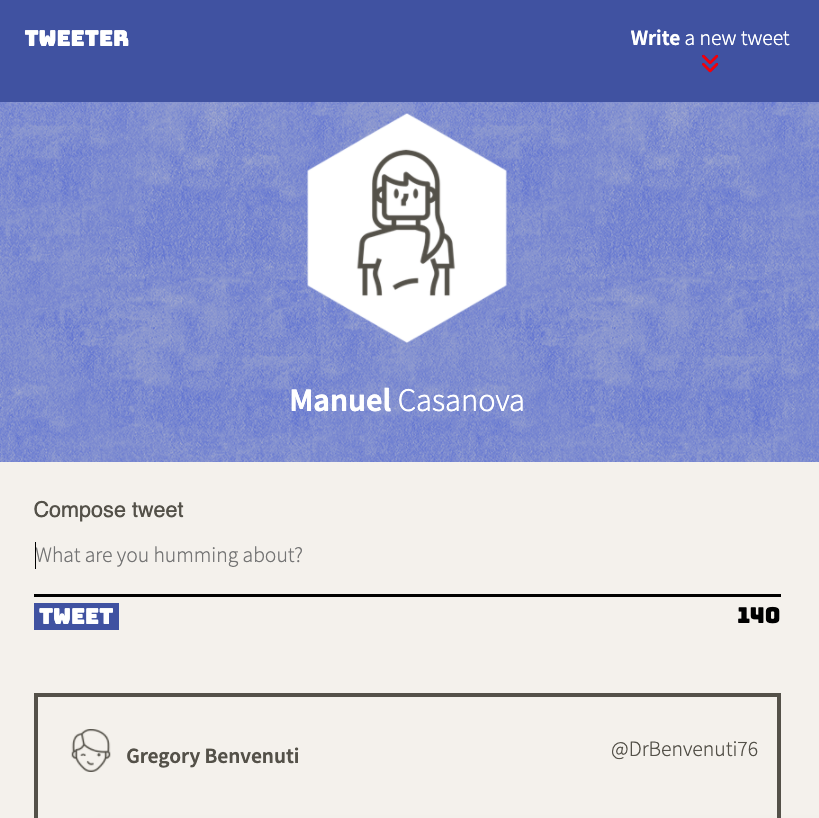 TWEETER
Write a new tweet
Manuel Casanova
Compose tweet
What are you humming about?
TWEET 140
Gregory Benvenuti @DrBenvenuti76